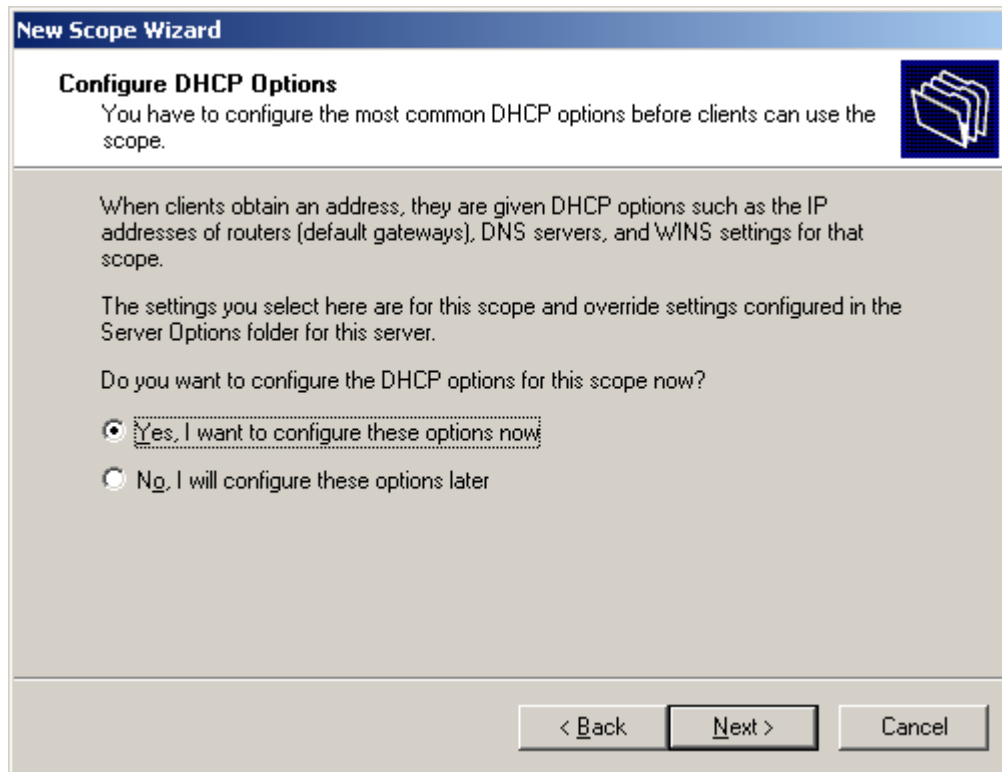 New Scope Wizard
Configure DHCP Options
You have to configure the most common DHCP options before clients can use the
scope.
When clients obtain an address, they are given DHCP options such as the IP
addresses of routers (default gateways), DNS servers, and WINS settings for that
scope.
The settings you select here are for this scope and override settings configured in the
Server Options folder for this server.
Do you want to configure the DHCP options for this scope now?
Yes, I want to configure these options now
No, I will configure these options later
< Back
Next >
Cancel